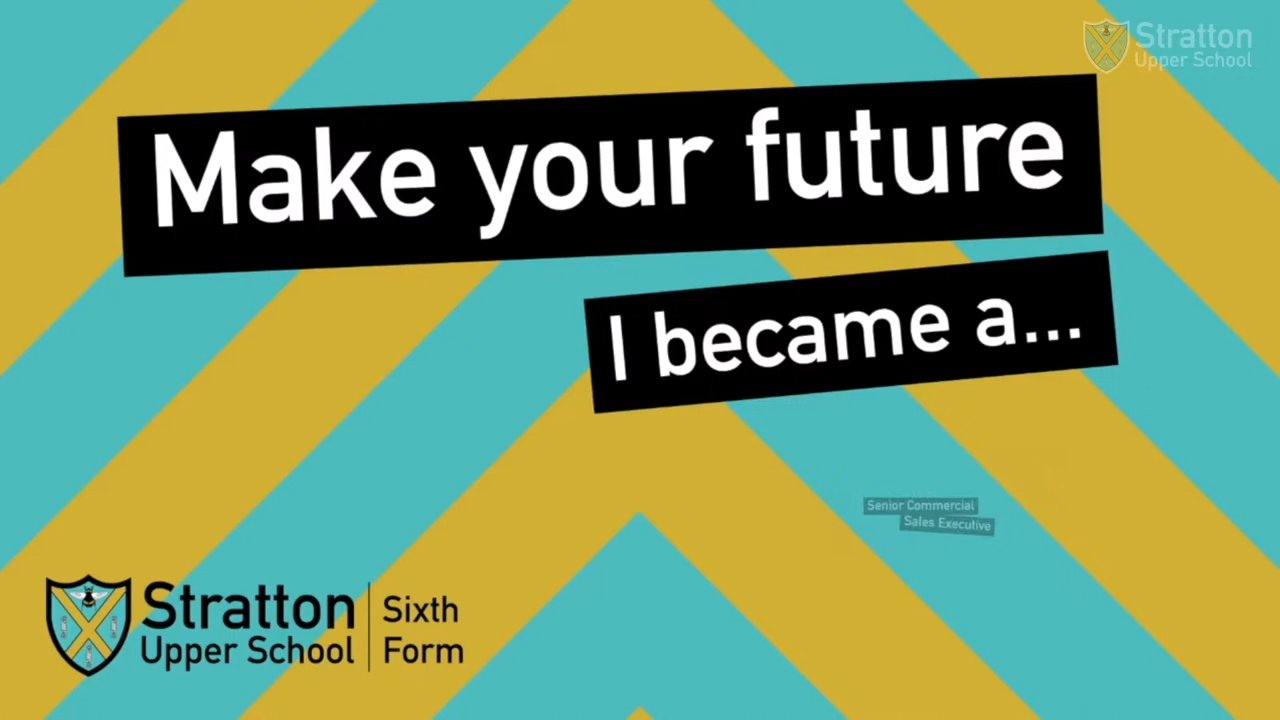 Stratton
Upper School
Make your future
I became a...
Senior Commercial
Sales Executive
Stratton
Upper School
Sixth
Form